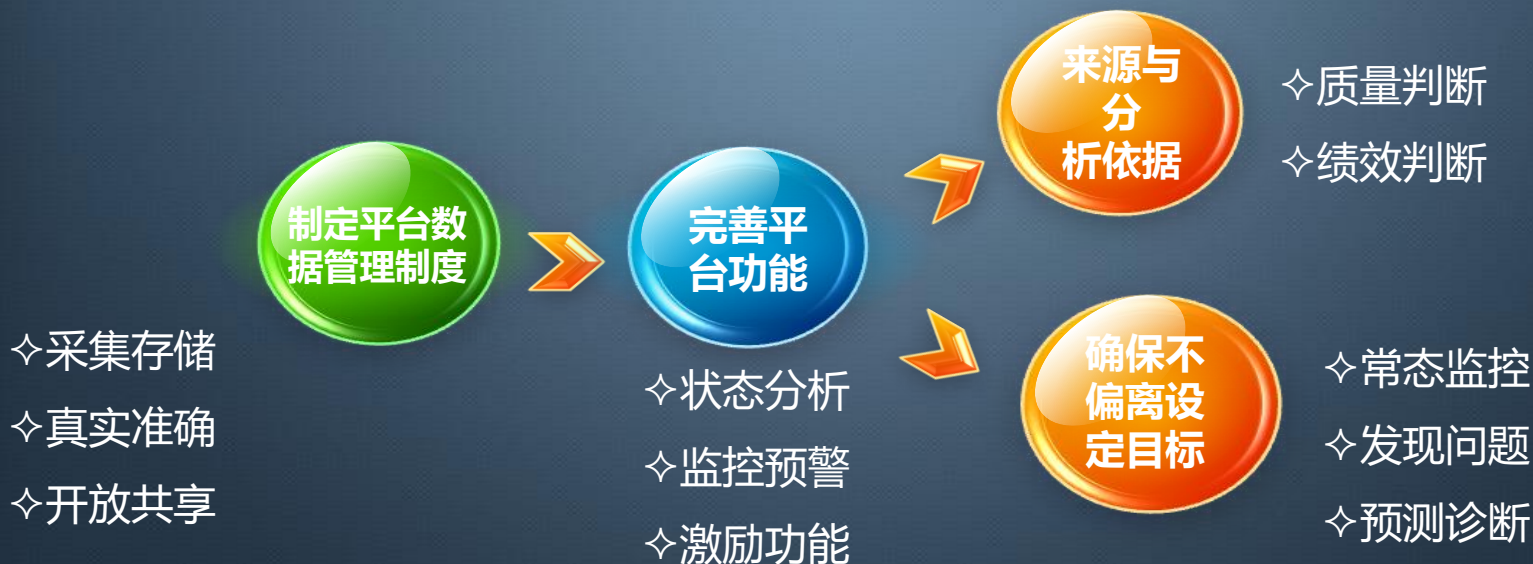 制定平台数
据管理制度
✧采集存储
✧真实准确
✧开放共享
完善平
台功能
✧状态分析
✧监控预警
✧激励功能
来源与
分
析依据
✧质量判断
✧绩效判断
确保不
偏离设
定目标
✧常态监控
✧发现问题
✧预测诊断